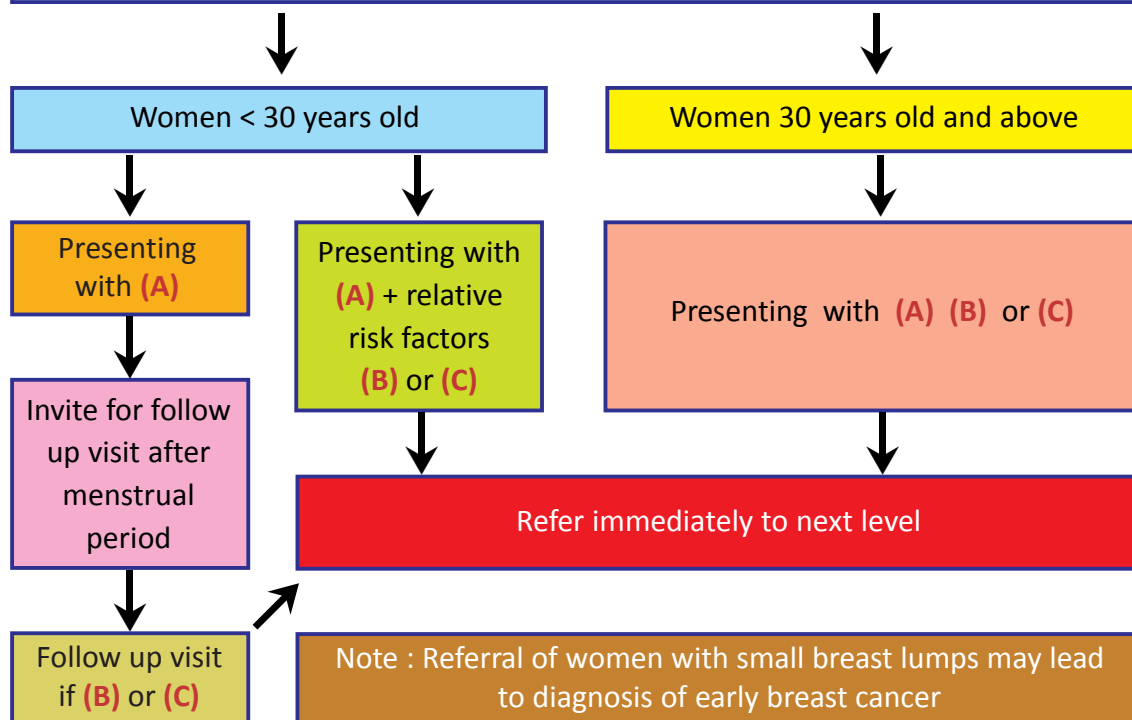 Women < 30 years old
Women 30 years old and above
Presenting
with (A)
Presenting with
(A) + relative
risk factors
(B) or (C)
Presenting with (A) (B) or (C)
Invite for follow
up visit after
menstrual
period
Refer immediately to next level
Follow up visit
if (B) or (C)
Note : Referral of women with small breast lumps may lead
to diagnosis of early breast cancer